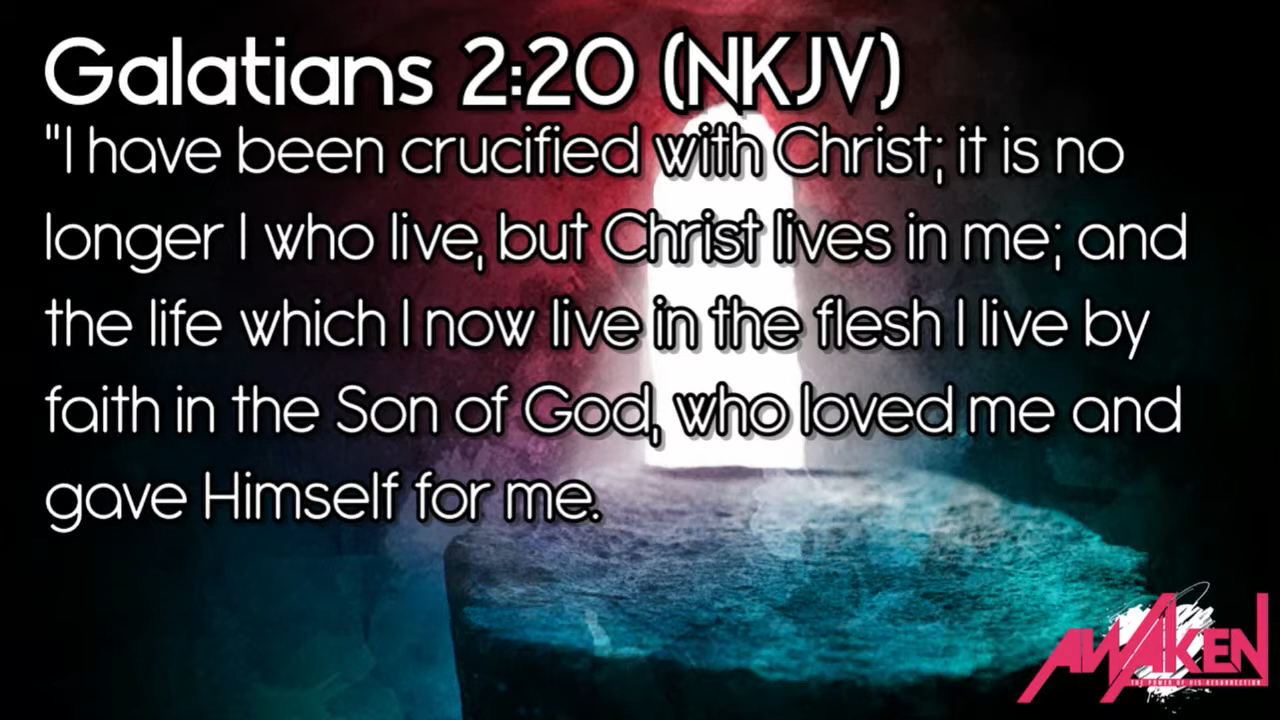 Galatians 2:20 (NKJV)
"I have been crucified with Christ; it is no
longer I who live, but Christ lives in me; and
the life which I now live in the flesh I live by
faith in the Son of God, who loved me and
gave Himself for me.
AWAKEN
THE POWER OF HIS RESURRECTION